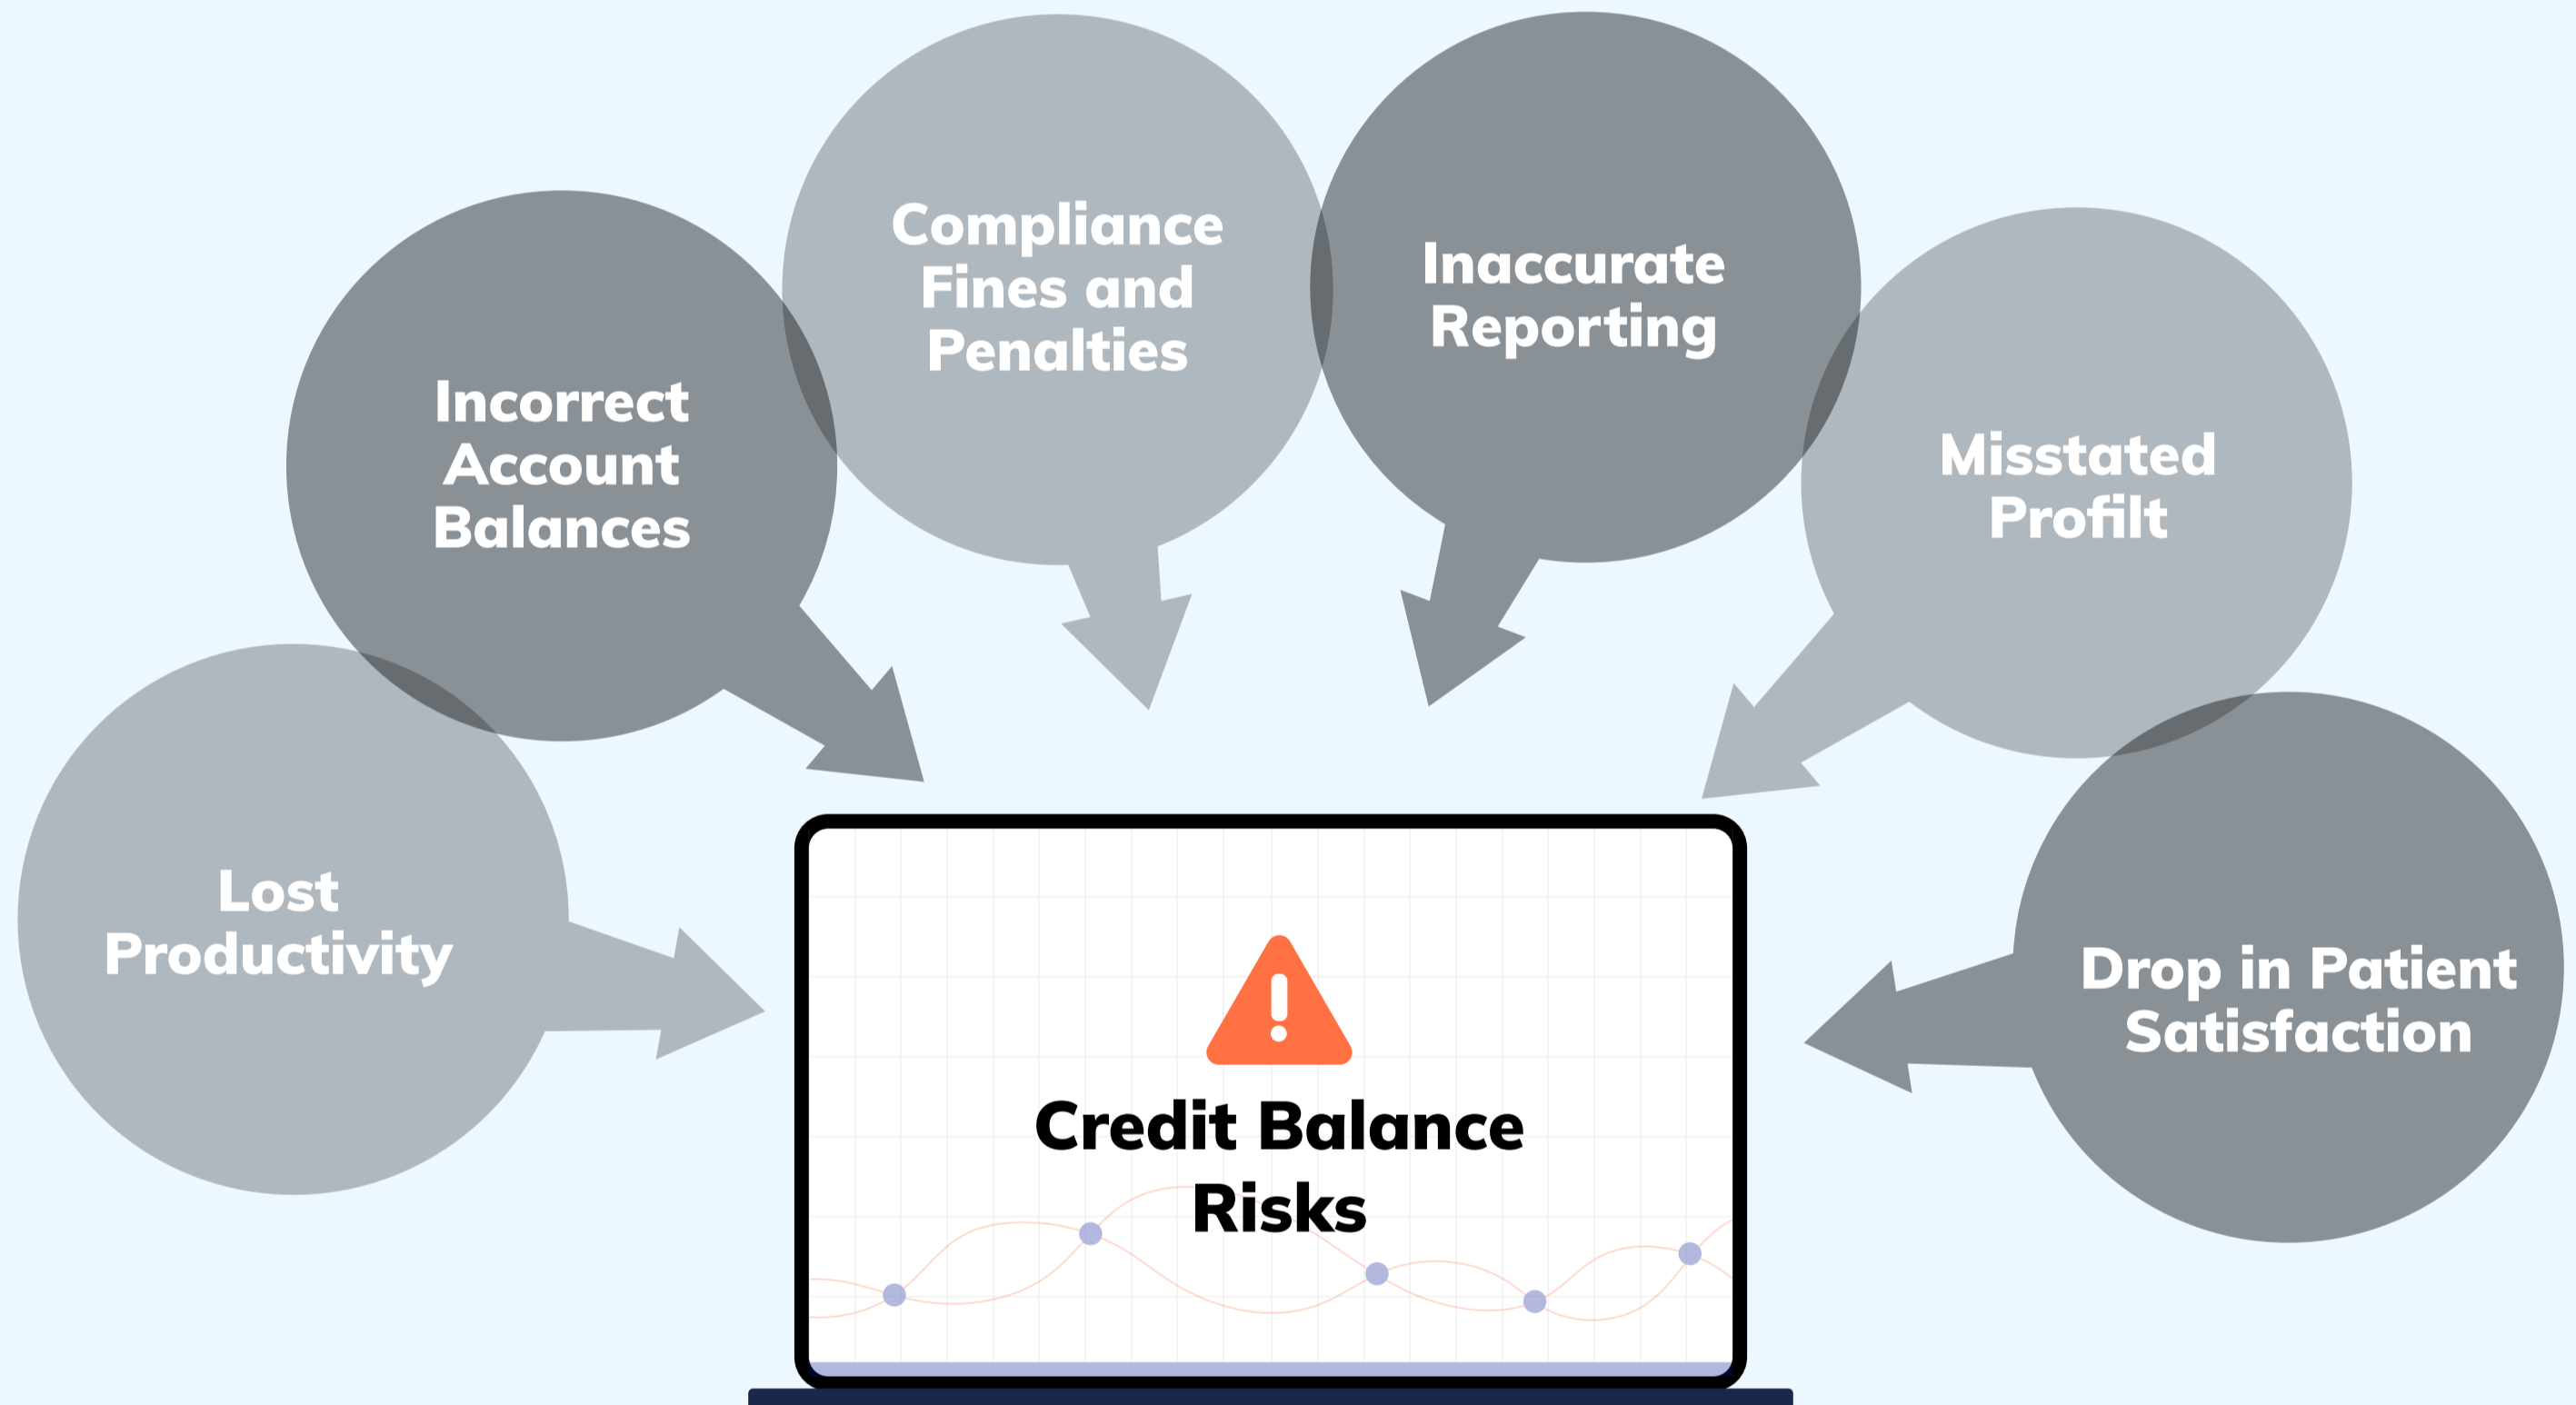 Compliance
Fines and
Penalties
Inaccurate
Reporting
Incorrect
Account
Balances
Misstated
Profilt
Lost
Productivity
Drop in Patient
Satisfaction
Credit Balance
Risks